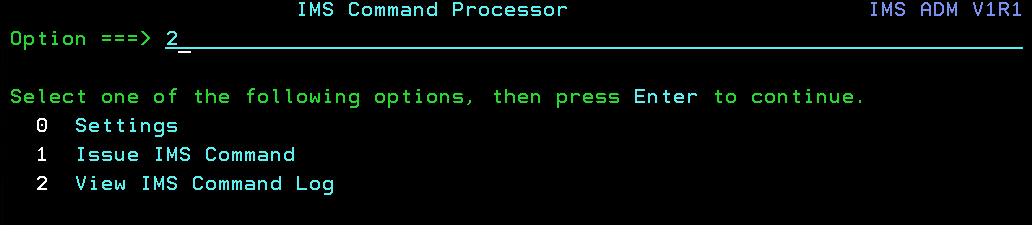 IMS Command Processor IMS ADM V1R1
Option ===> 2_
Select one of the following options, then press Enter to continue.
0 Settings
1 Issue IMS Command
2 View IMS Command Log